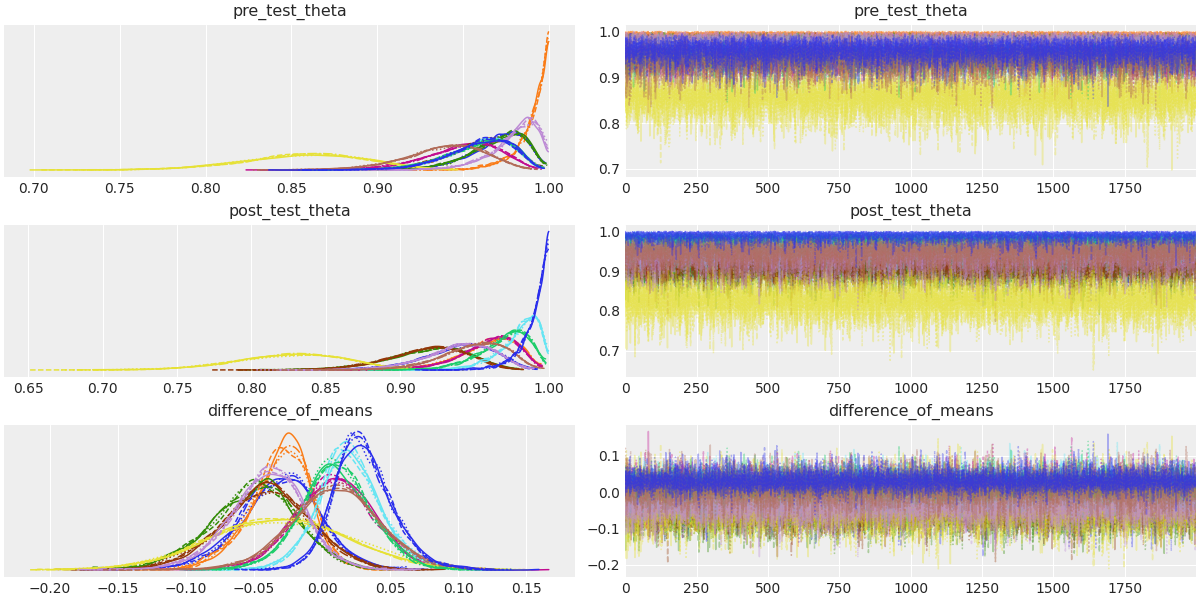 pre_test_theta pre_test_theta
1.0
0.9
0.8
0.7
0.70 0.75 0.80 0.85 0.90 0.95 1.00 0 250 500 750 1000 1250 1500 1750
post_test_theta post_test_theta
1.0
0.9
0.8
0.7
0.65 0.70 0.75 0.80 0.85 0.90 0.95 1.00 0 250 500 750 1000 1250 1500 1750
difference_of_means difference_of_means
0.1
0.0
−0.1
−0.2
−0.20 −0.15 −0.10 −0.05 0.00 0.05 0.10 0.15 0 250 500 750 1000 1250 1500 1750